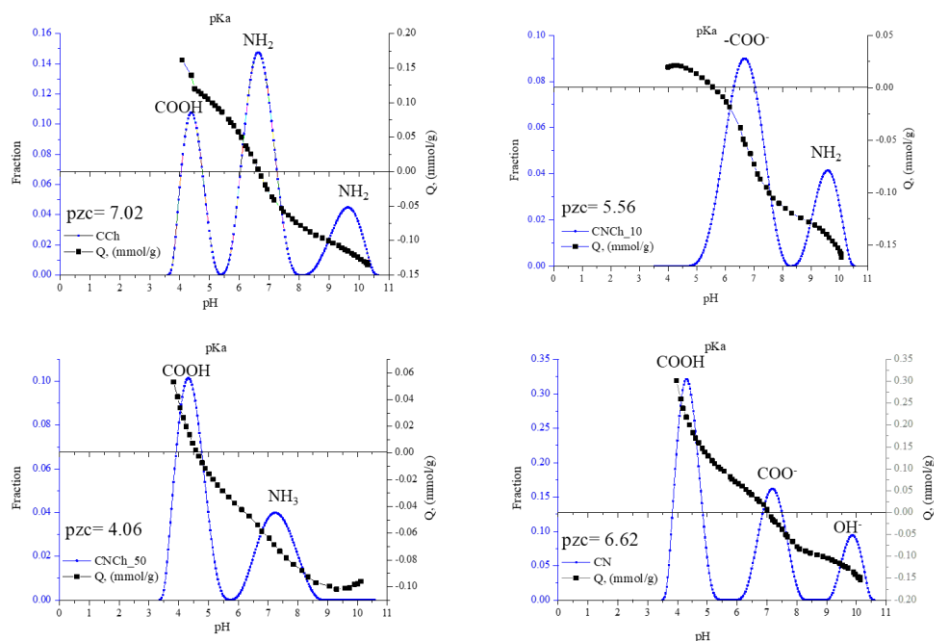 pKa
0.16
0.14
0.12
0.10
0.08
0.06
0.04
0.02
0.00
Fraction
COOH
NH2
NH2
pzc= 7.02
CCh
Q, (mmol/g)
0.20
0.15
0.10
0.05
0.00
-0.05
-0.10
-0.15
Q, (mmol/g)
0 1 2 3 4 5 6 7 8 9 10 11
pH
pKa
0.10
0.08
0.06
0.04
0.02
0.00
Fraction
-COO-
NH2
pzc= 5.56
CNCh_10
Q, (mmol/g)
0.05
0.00
-0.05
-0.10
-0.15
Q, (mmol/g)
0 1 2 3 4 5 6 7 8 9 10 11
pH
pKa
0.10
0.08
0.06
0.04
0.02
0.00
Fraction
COOH
NH3
pzc= 4.06
CNCh_50
Q, (mmol/g)
0.06
0.04
0.02
0.00
-0.02
-0.04
-0.06
-0.08
-0.10
Q, (mmol/g)
0 1 2 3 4 5 6 7 8 9 10 11
pH
pKa
0.35
0.30
0.25
0.20
0.15
0.10
0.05
0.00
Fraction
COOH
COO-
OH-
pzc= 6.62
CN
Q, (mmol/g)
0.35
0.30
0.25
0.20
0.15
0.10
0.05
0.00
-0.05
-0.10
-0.15
-0.20
Q, (mmol/g)
0 1 2 3 4 5 6 7 8 9 10 11
pH